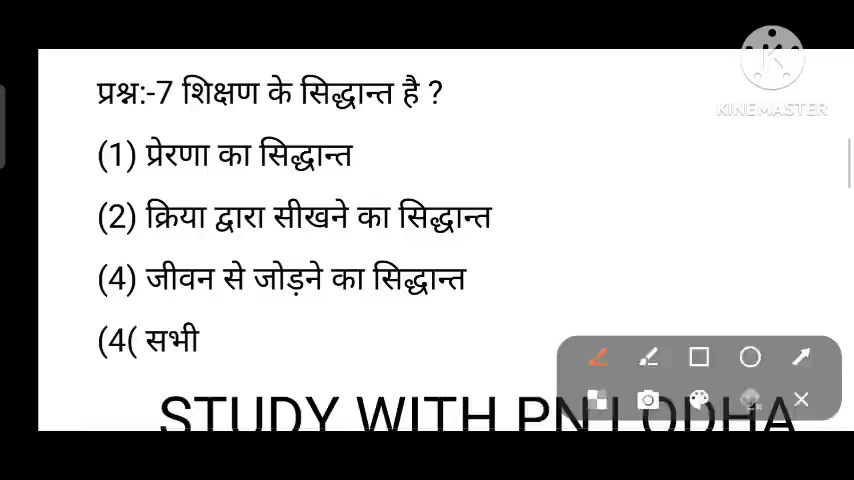 KINEMASTER
प्रश्न:-7 शिक्षण के सिद्धान्त है ?
(1) प्रेरणा का सिद्धान्त
(2) क्रिया द्वारा सीखने का सिद्धान्त
(4) जीवन से जोड़ने का सिद्धान्त
(4( सभी
STUDY WITH PN LODHA